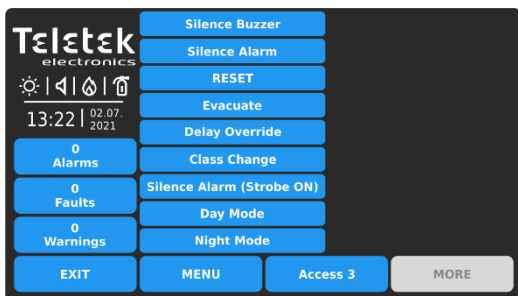 Teletek
electronics
13:22
02.07.
2021
0
Alarms
0
Faults
0
Warnings
Silence Buzzer
Silence Alarm
RESET
Evacuate
Delay Override
Class Change
Silence Alarm (Strobe ON)
Day Mode
Night Mode
EXIT
MENU
Access 3
MORE